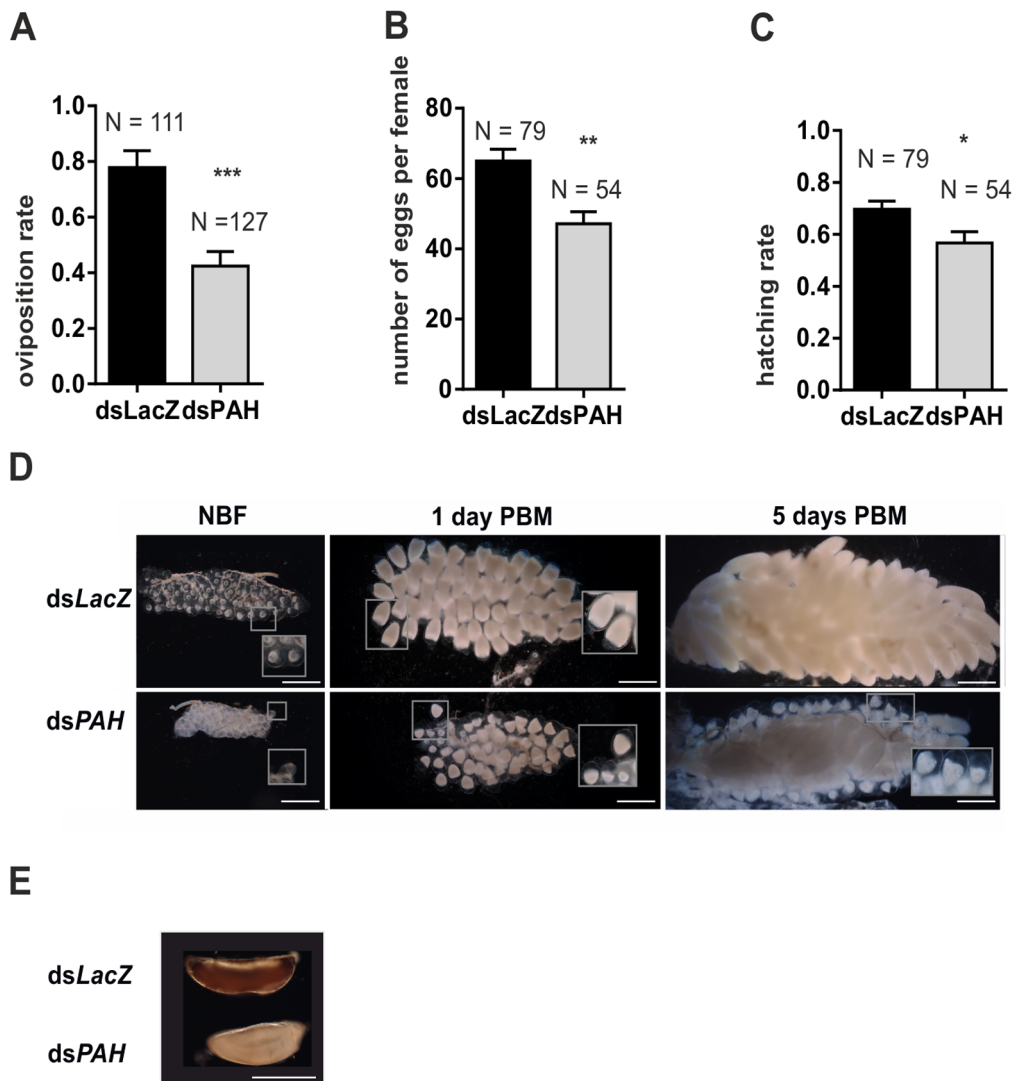 A
oviposition rate
1.0
0.8
0.6
0.4
0.2
0.0
N = 111
***
N =127
dsLacZ dsPAH
B
number of eggs per female
80
60
40
20
0
N = 79
**
N = 54
dsLacZdsPAH
C
hatching rate
1.0
0.8
0.6
0.4
0.2
0.0
N = 79
*
N = 54
dsLacZ dsPAH
D
NBF 1 day PBM 5 days PBM
dsLacZ
dsPAH
E
dsLacZ
dsPAH